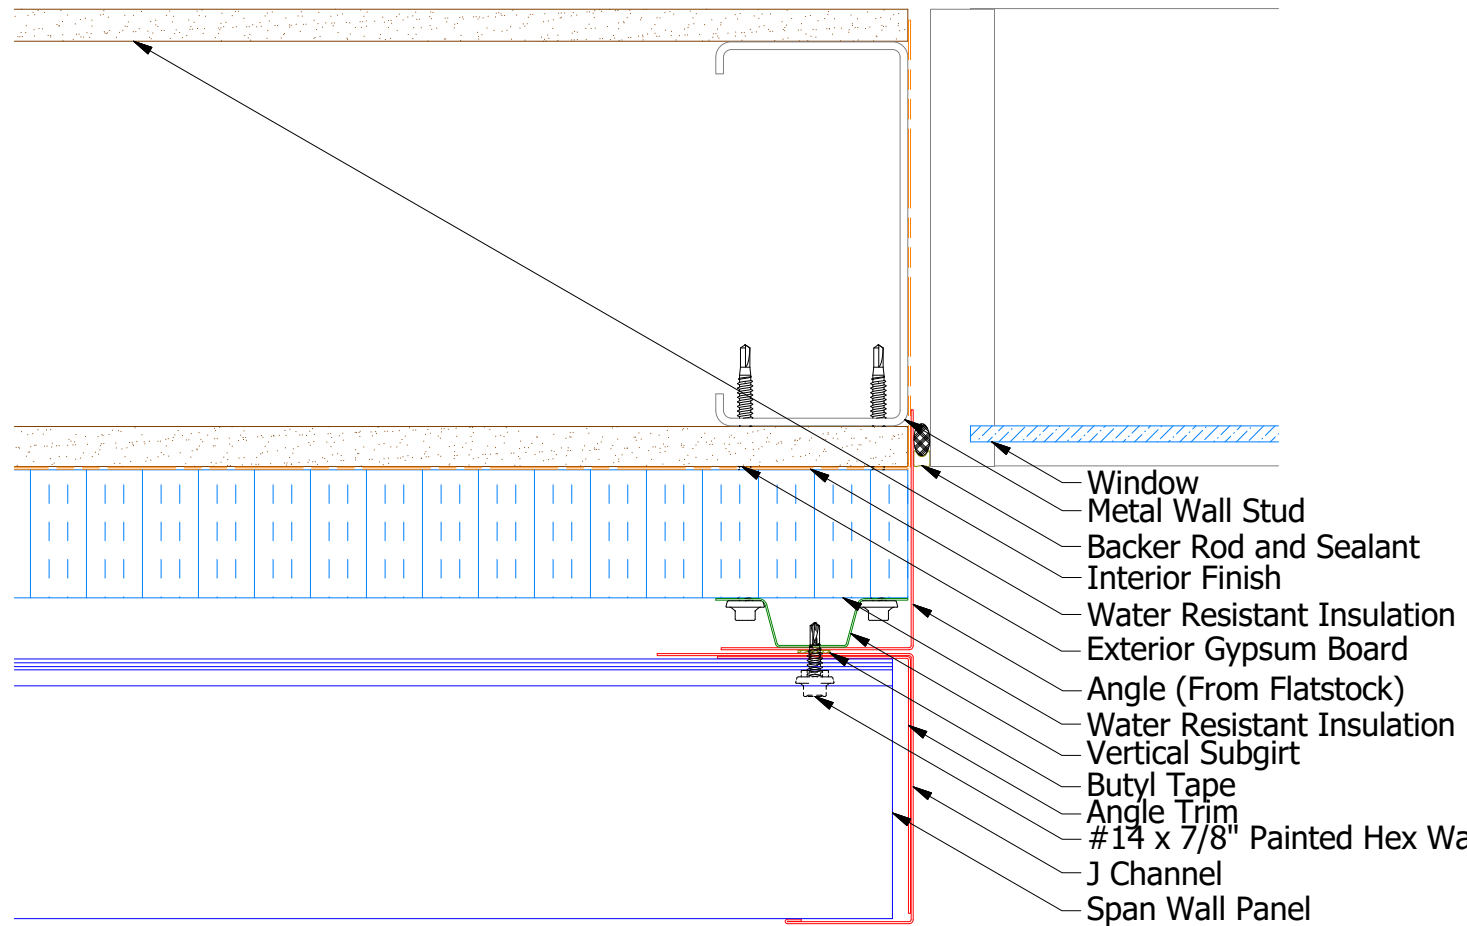 Window
Metal Wall Stud
Backer Rod and Sealant
Interior Finish
Water Resistant Insulation
Exterior Gypsum Board
Angle (From Flatstock)
Water Resistant Insulation
Vertical Subgirt
Butyl Tape
Angle Trim
#14 x 7/8" Painted Hex Wa
J Channel
Span Wall Panel